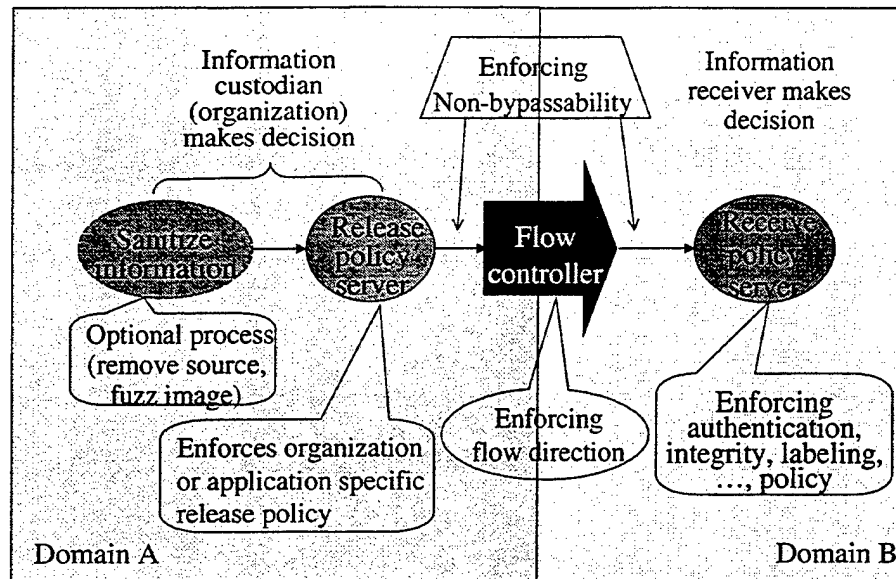 Information
custodian
(organization)
makes decision
Enforcing
Non-bypassability
Information
receiver makes
decision
Sanitize
information
Release
policy
server
Flow
controller
Receive
policy
server
Optional process
(remove source,
fuzz image)
Enforces organization
or application specific
release policy
Enforcing
flow direction
Enforcing
authentication,
integrity, labeling,
…, policy
Domain A
Domain B